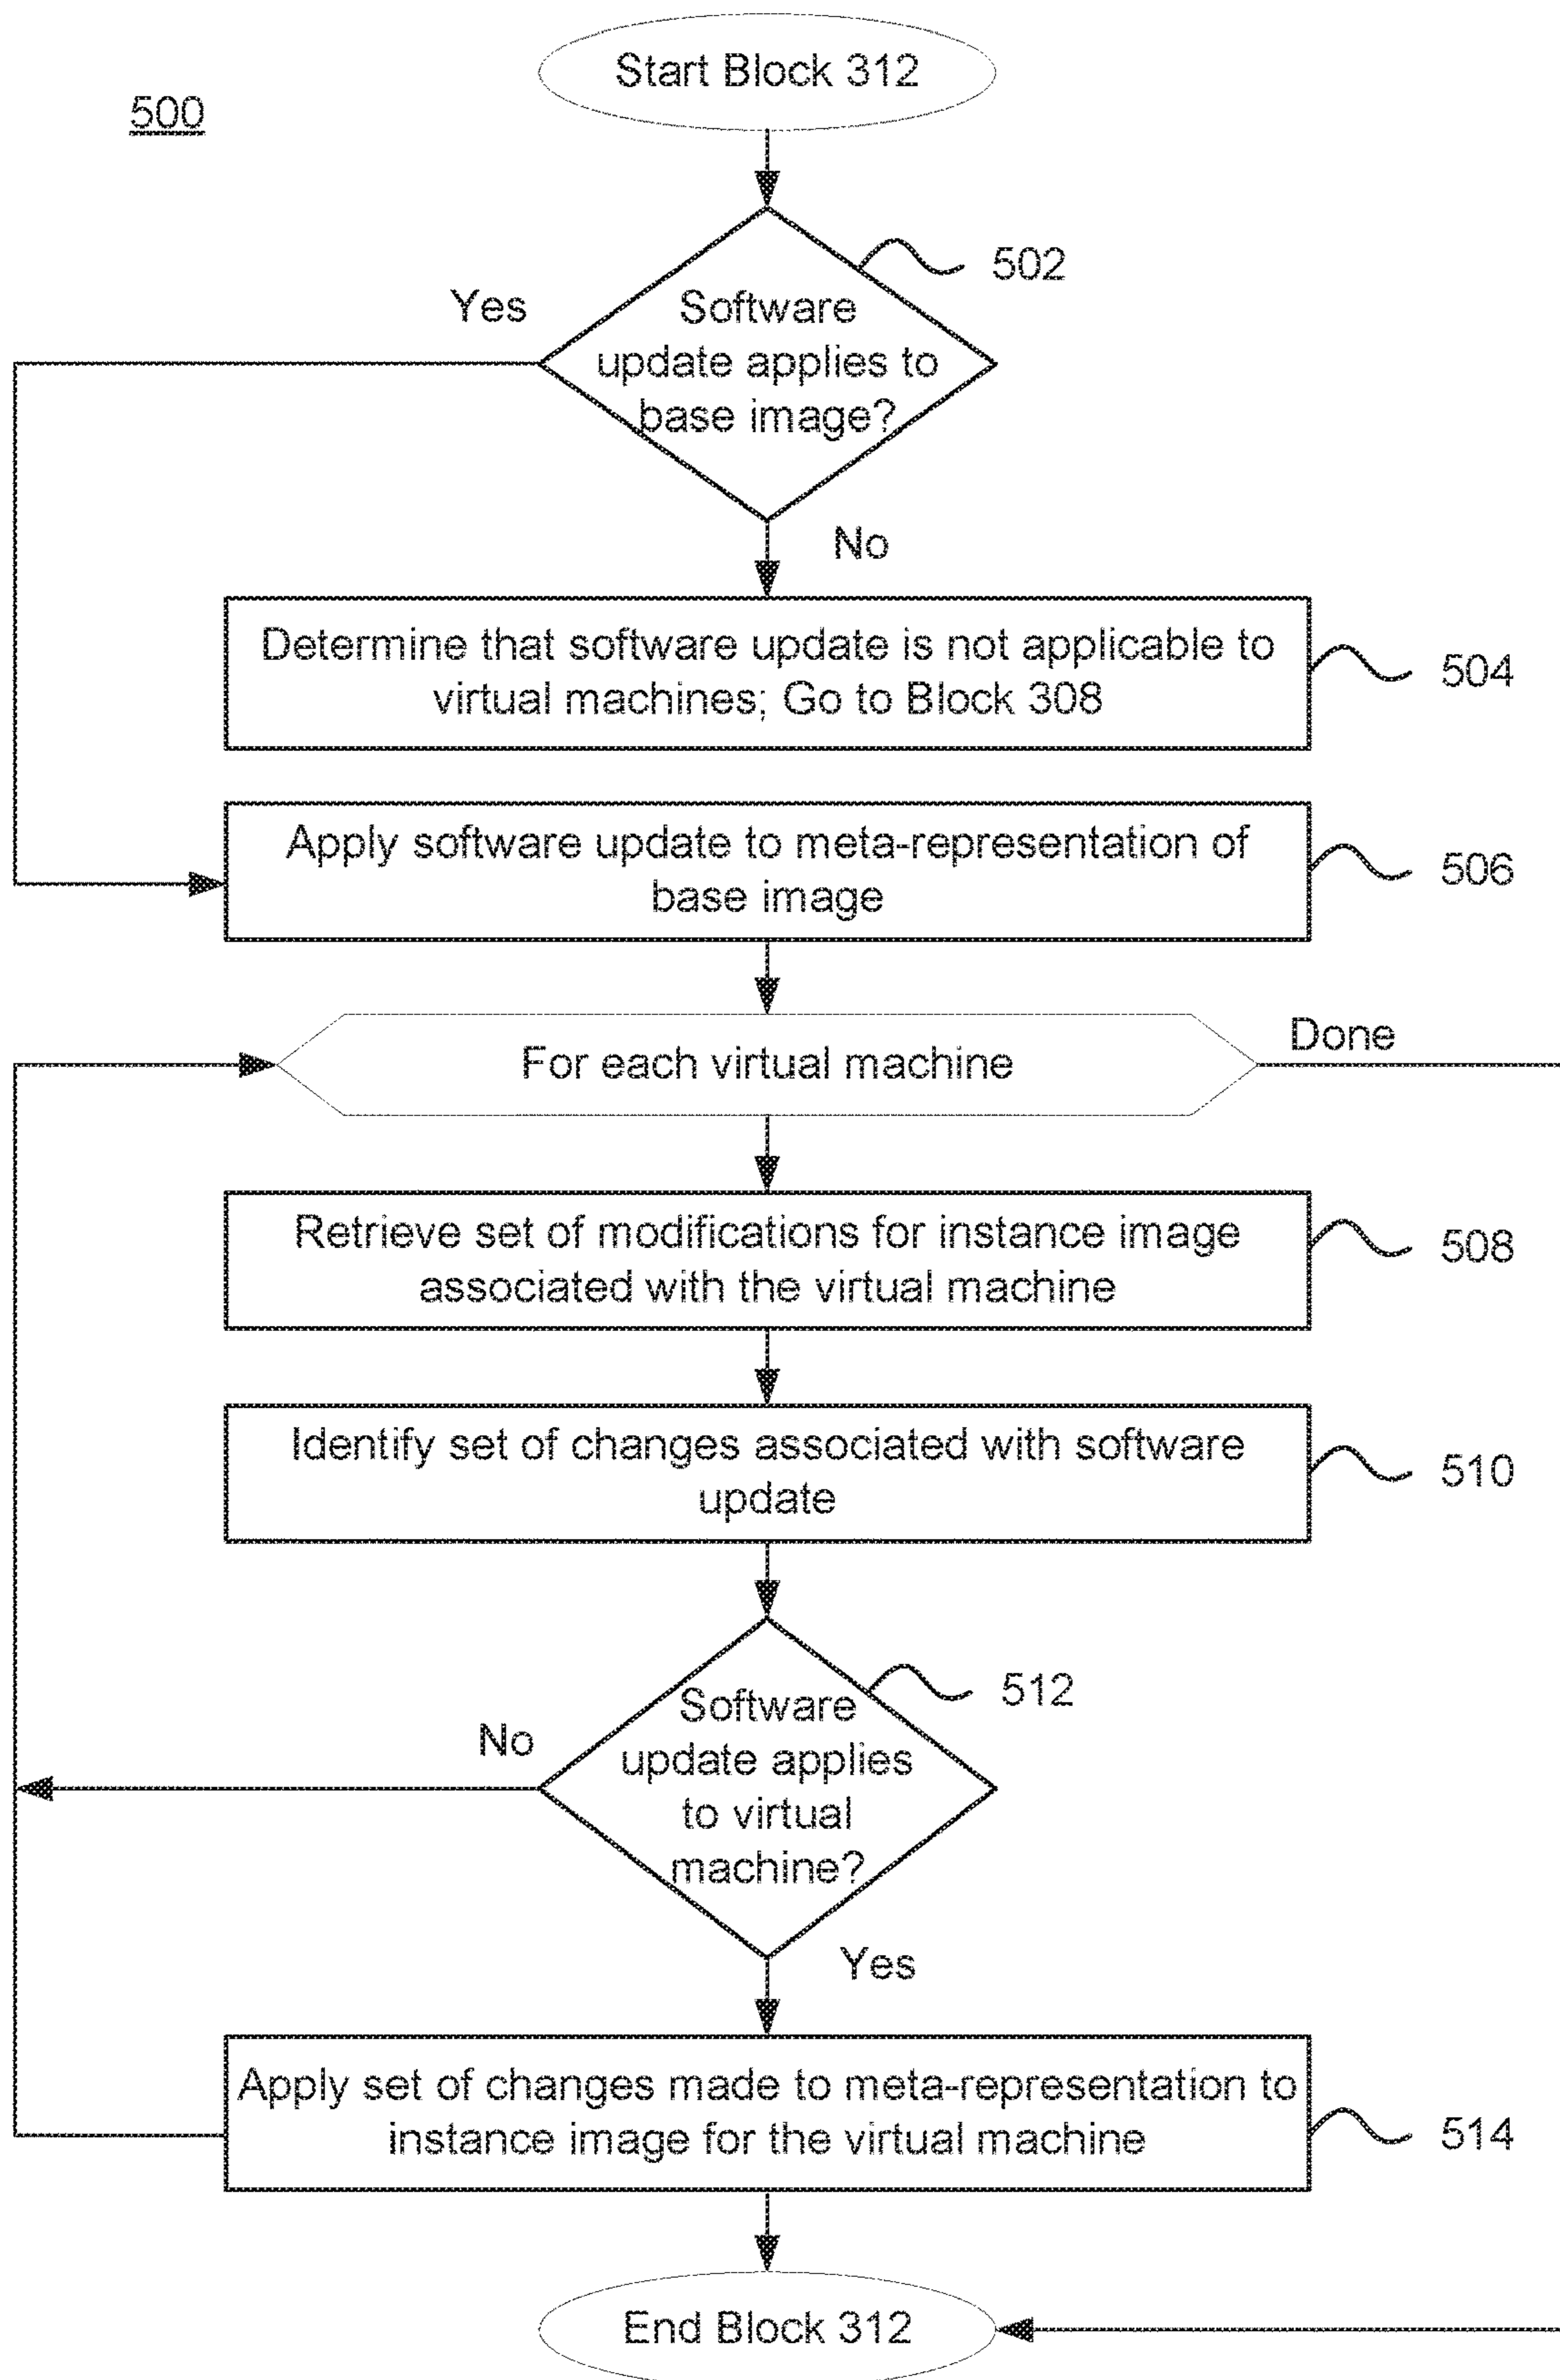 Start Block 312
500
502
Yes
Software
update applies to
base image?
No
Determine that software update is not applicable to
virtual machines; Go to Block 308
504
Apply software update to meta-representation of
base image
506
For each virtual machine
Done
Retrieve set of modifications for instance image
associated with the virtual machine
508
Identify set of changes associated with software
update
510
512
No
Software
update applies
to virtual
machine?
Yes
Apply set of changes made to meta-representation to
instance image for the virtual machine
514
End Block 312